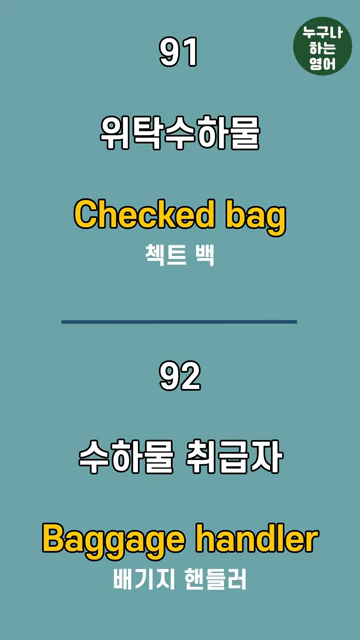 91
누구나
하는
영어
위탁수하물
Checked bag
첵트 백
92
수하물 취급자
Baggage handler
배기지 핸들러